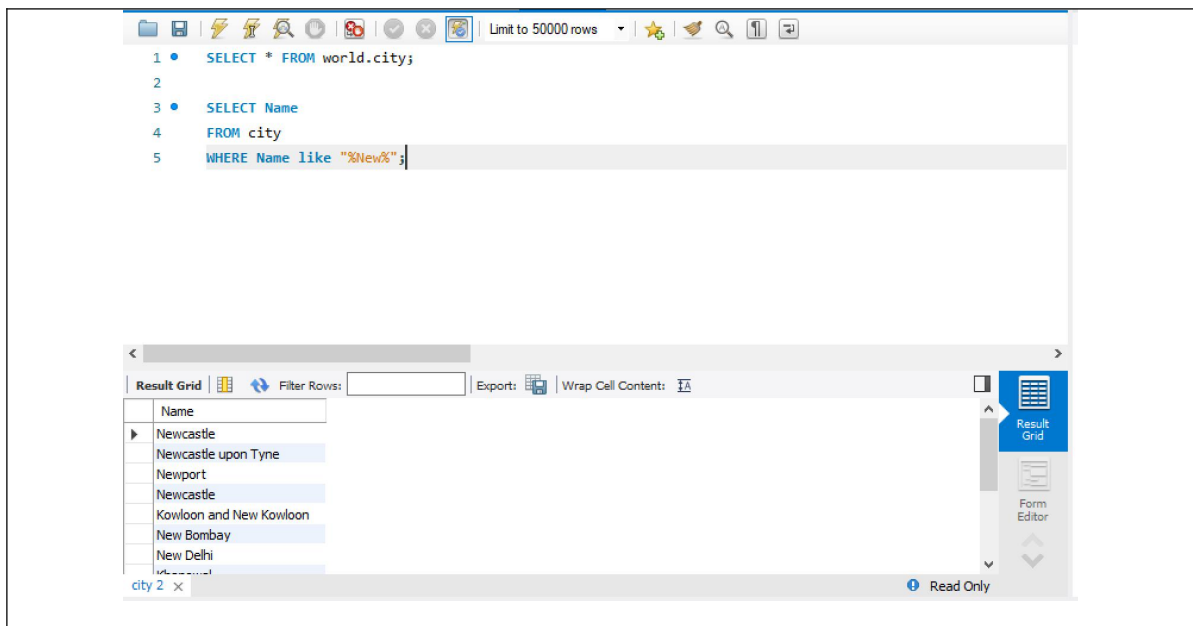 Limit to 50000 rows
1 SELECT * FROM world.city;
2
3 SELECT Name
4 FROM city
5 WHERE Name like "%New%";
Result Grid Filter Rows: Export: Wrap Cell Content:
Name
Newcastle
Newcastle upon Tyne
Newport
Newcastle
Kowloon and New Kowloon
New Bombay
New Delhi
Result
Grid
Form
Editor
city 2 Read Only